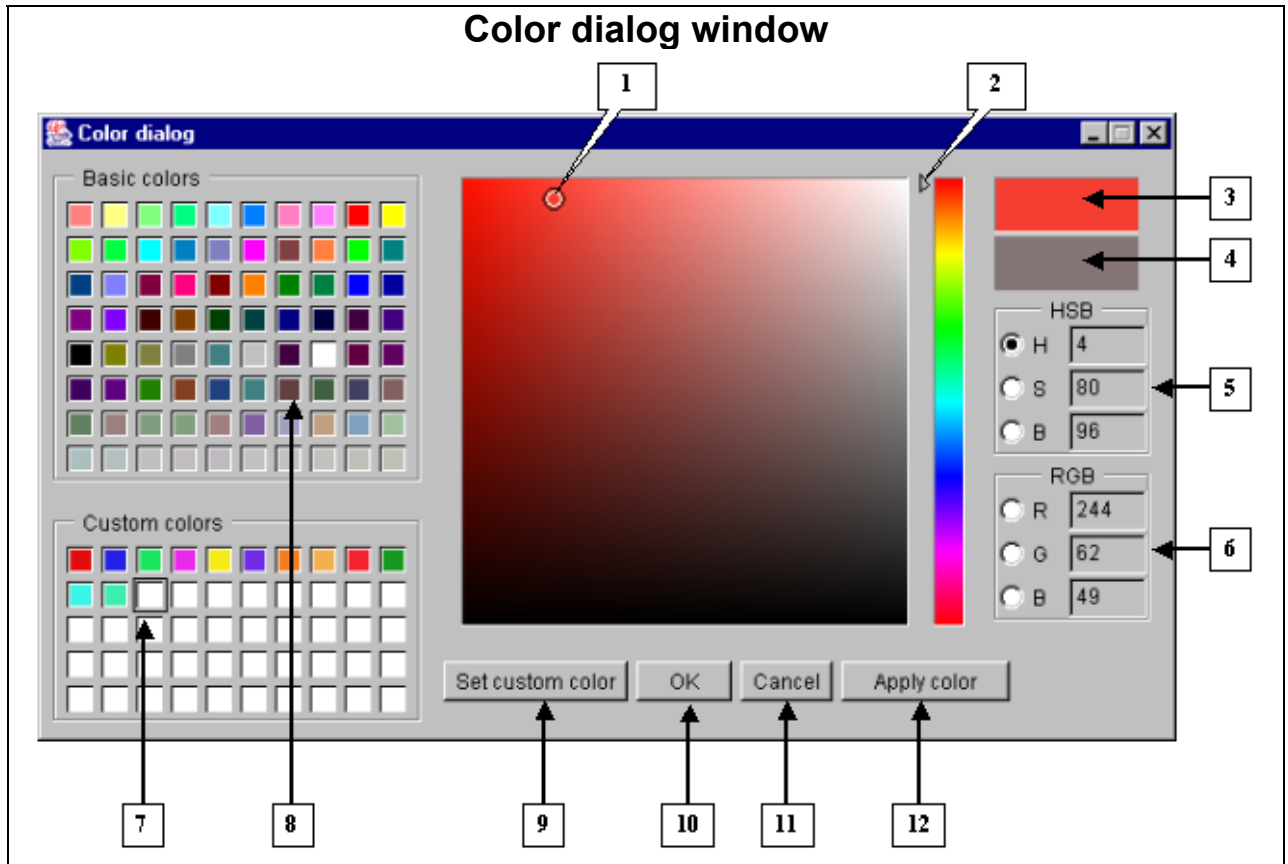 Color dialog window
1
2
Color dialog
Basic colors
3
4
HSB
H 4
S 80
B 96
5
RGB
R 244
G 62
B 49
6
Custom colors
Set custom color
OK
Cancel
Apply color
7
8
9
10
11
12